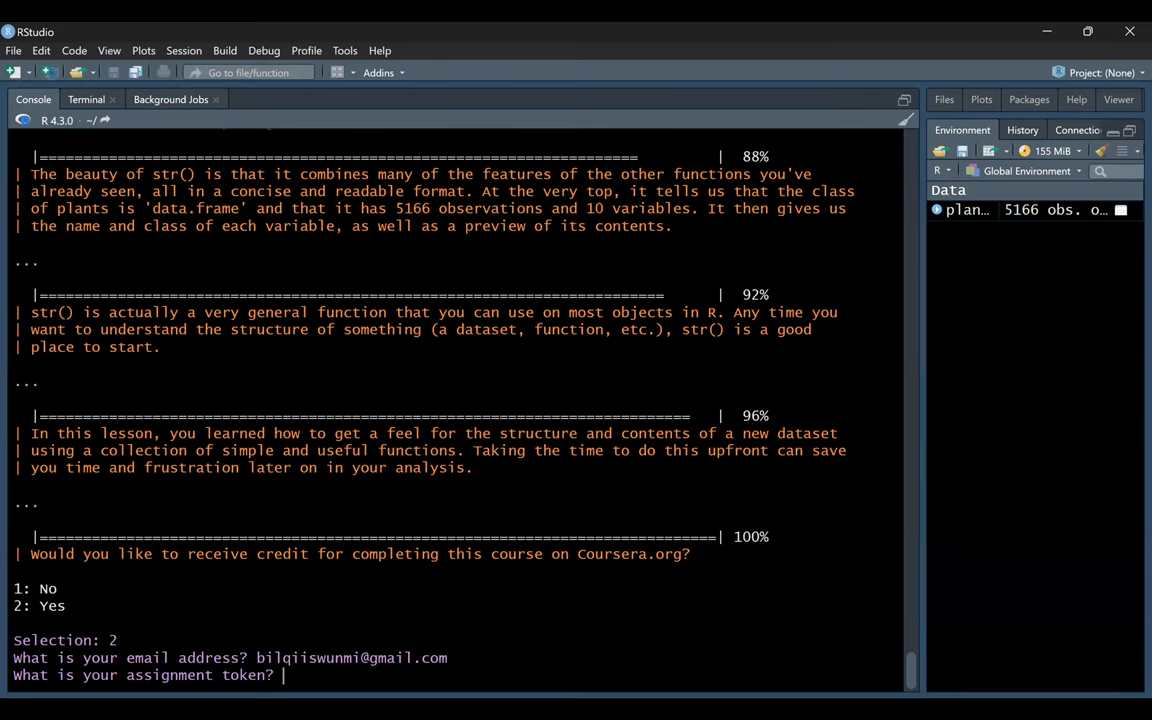 RStudio
File Edit Code View Plots Session Build Debug Profile Tools Help
Go to file/function Addins Project: (None)
Console Terminal Background Jobs
R 4.3.0 · ~/
|===================================================================== | 88%
| The beauty of str() is that it combines many of the features of the other functions you've
| already seen, all in a concise and readable format. At the very top, it tells us that the class
| of plants is 'data.frame' and that it has 5166 observations and 10 variables. It then gives us
| the name and class of each variable, as well as a preview of its contents.
...
|======================================================================== | 92%
| str() is actually a very general function that you can use on most objects in R. Any time you
| want to understand the structure of something (a dataset, function, etc.), str() is a good
| place to start.
...
|=========================================================================== | 96%
| In this lesson, you learned how to get a feel for the structure and contents of a new dataset
| using a collection of simple and useful functions. Taking the time to do this upfront can save
| you time and frustration later on in your analysis.
...
|==============================================================================| 100%
| Would you like to receive credit for completing this course on Coursera.org?
1: No
2: Yes
Selection: 2
What is your email address? bilqiiswunmi@gmail.com
What is your assignment token?
Files Plots Packages Help Viewer
Environment History Connectio
155 MiB
R Global Environment
Data
plan... 5166 obs. o...